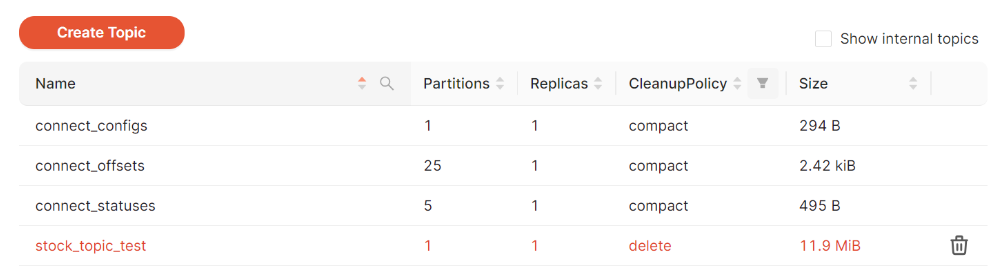 Create Topic
Show internal topics
Name Partitions Replicas CleanupPolicy Size
connect_configs 1 1 compact 294 B
connect_offsets 25 1 compact 2.42 kiB
connect_statuses 5 1 compact 495 B
stock_topic_test 1 1 delete 11.9 MiB